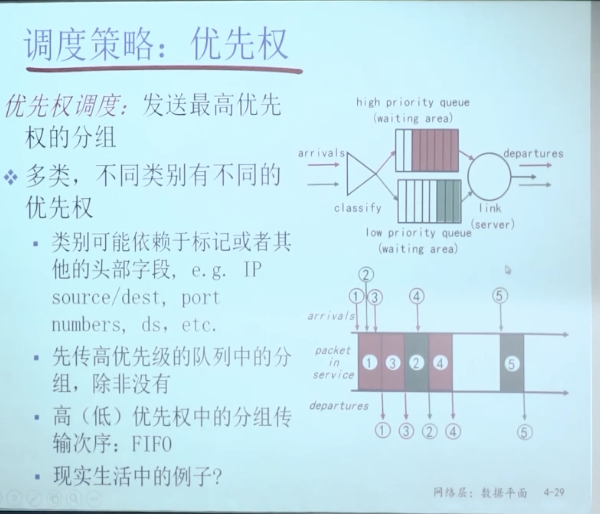 调度策略：优先权
优先权调度：发送最高优先
权的分组
多类，不同类别有不同的
优先权
类别可能依赖于标记或者其
他的头部字段, e.g. IP
source/dest, port
numbers, ds, etc.
先传高优先级的队列中的分
组，除非没有
高（低）优先权中的分组传
输次序：FIFO
现实生活中的例子?
high priority queue
(waiting area)
arrivals
departures
classify
link
(server)
low priority queue
(waiting area)
②
① ③ ④ ⑤
arrivals
packet
in
service
1 3 2 4 5
departures
① ③ ② ④ ⑤
网络层：数据平面 4-29